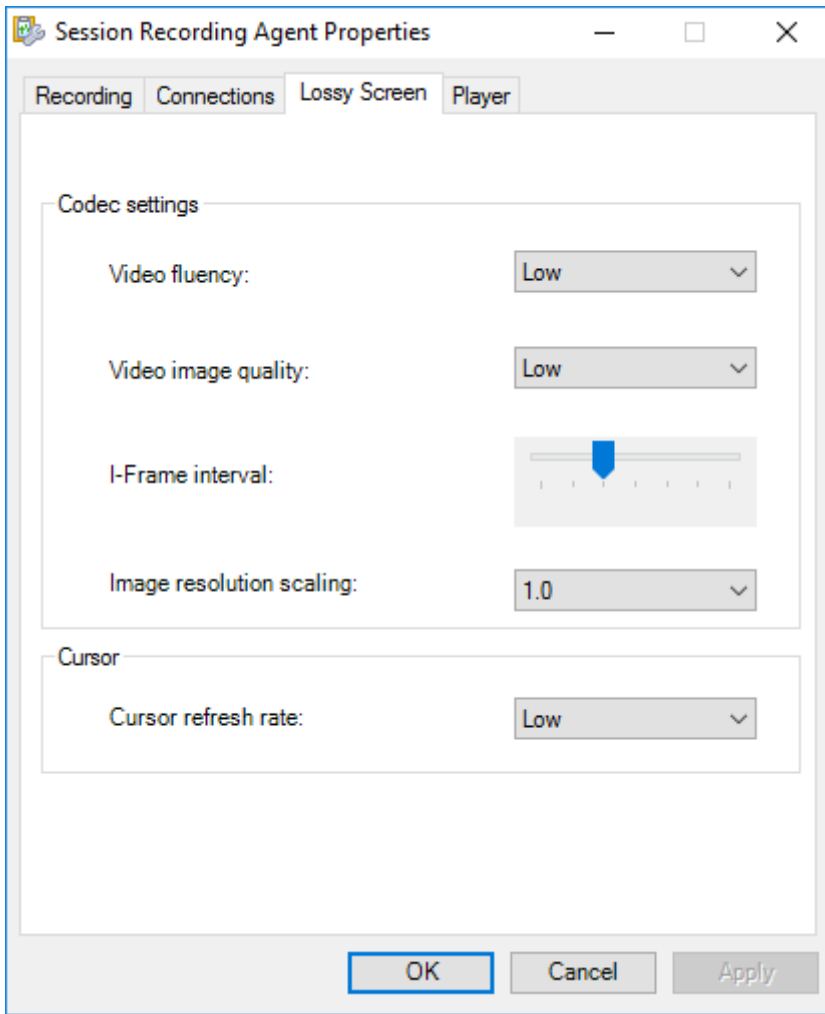 Session Recording Agent Properties
Recording Connections Lossy Screen Player
Codec settings
Video fluency: Low
Video image quality: Low
I-Frame interval:
Image resolution scaling: 1.0
Cursor
Cursor refresh rate: Low
OK Cancel Apply